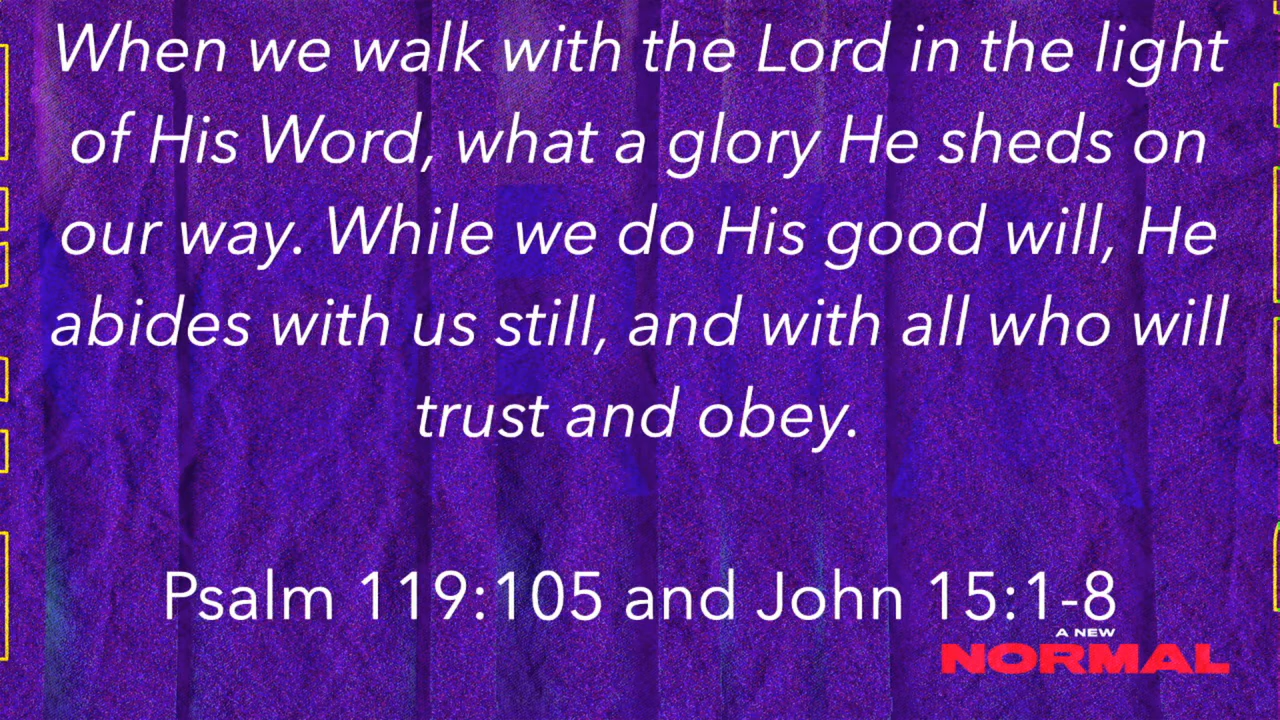 When we walk with the Lord in the light
of His Word, what a glory He sheds on
our way. While we do His good will, He
abides with us still, and with all who will
trust and obey.
Psalm 119:105 and John 15:1-8
A NEW
NORMAL